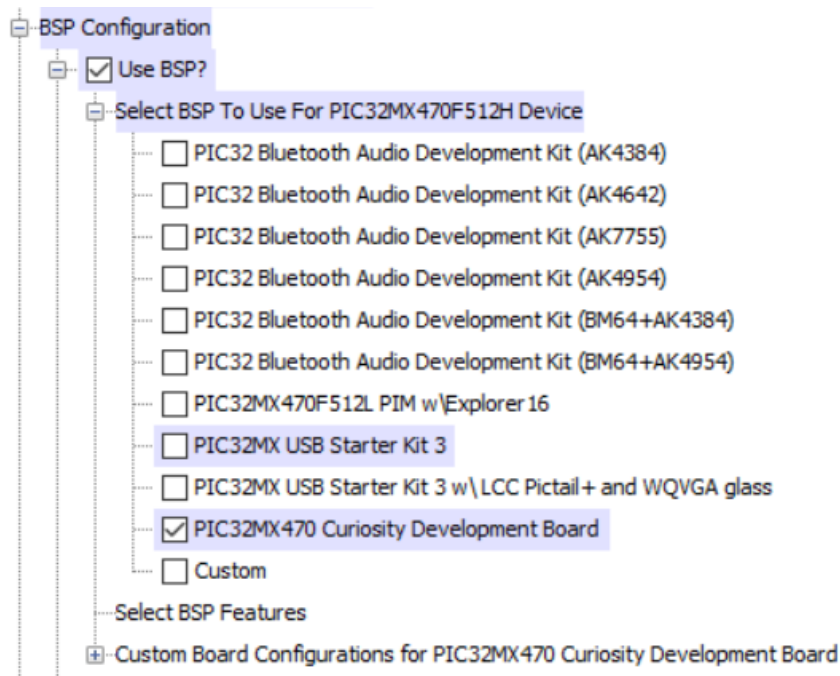 BSP Configuration
Use BSP?
Select BSP To Use For PIC32MX470F512H Device
PIC32 Bluetooth Audio Development Kit (AK4384)
PIC32 Bluetooth Audio Development Kit (AK4642)
PIC32 Bluetooth Audio Development Kit (AK7755)
PIC32 Bluetooth Audio Development Kit (AK4954)
PIC32 Bluetooth Audio Development Kit (BM64+AK4384)
PIC32 Bluetooth Audio Development Kit (BM64+AK4954)
PIC32MX470F512L PIM w\Explorer16
PIC32MX USB Starter Kit 3
PIC32MX USB Starter Kit 3 w\LCC Pictail+ and WQVGA glass
PIC32MX470 Curiosity Development Board
Custom
Select BSP Features
Custom Board Configurations for PIC32MX470 Curiosity Development Board